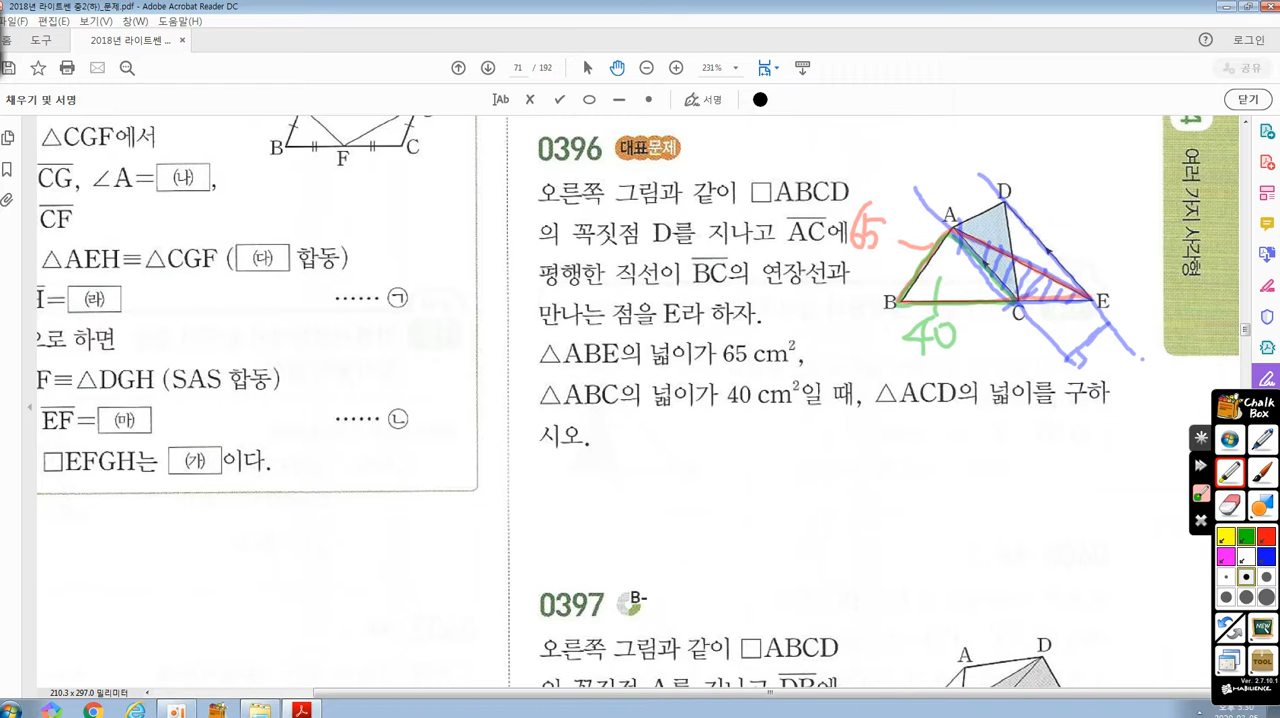 2018년 라이트쎈 중2(하)_문제.pdf - Adobe Acrobat Reader DC
파일(F) 편집(E) 보기(V) 창(W) 도움말(H)
홈 도구 2018년 라이트쎈 ... × ? 로그인
71 / 192 231% 공유
채우기 및 서명 Ab 서명 닫기
△CGF에서
CG, ∠A= (나) ,
CF
△AEH≡△CGF ( (다) 합동)
= (라) ······ ㉠
으로 하면
F≡△DGH (SAS 합동)
EF= (마) ······ ㉡
□EFGH는 (가) 이다.
B F C
0396 대표문제
오른쪽 그림과 같이 □ABCD
의 꼭짓점 D를 지나고 AC에
평행한 직선이 BC의 연장선과
만나는 점을 E라 하자.
△ABE의 넓이가 65 cm²,
△ABC의 넓이가 40 cm²일 때, △ACD의 넓이를 구하
시오.
A D
B C E
65
40
여러 가지 사각형
0397 B-
오른쪽 그림과 같이 □ABCD
A D
Chalk Box
NEW
TOOL
Ver. 2.7.10.1
MABILIENCE
210.3 x 297.0 밀리미터